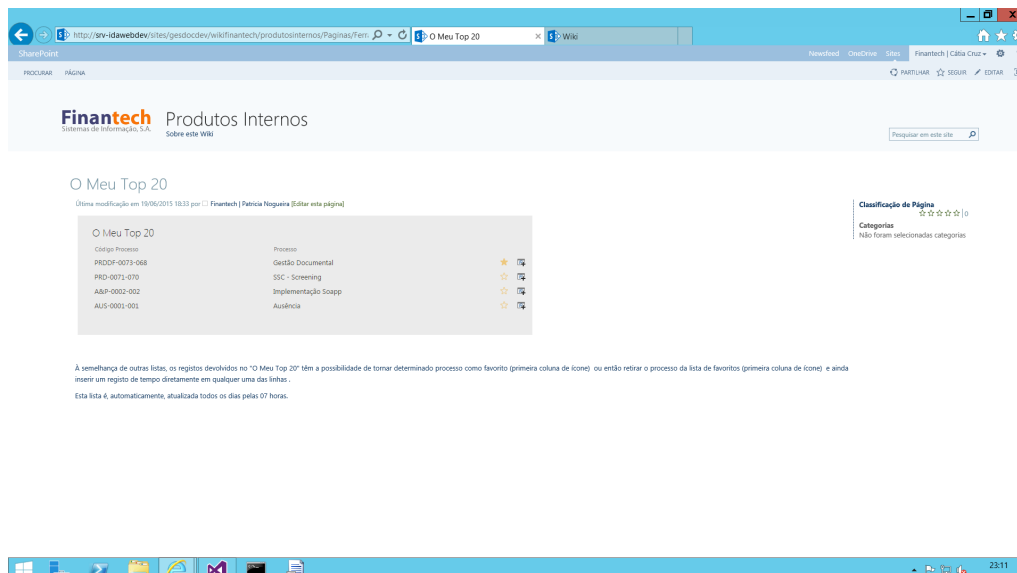 http://srv-idawebdev/sites/gesdocdev/wikifinantech/produtosinternos/Paginas/Ferr
O Meu Top 20
Wiki
SharePoint
Newsfeed OneDrive Sites Finantech | Cátia Cruz
PROCURAR PÁGINA
PARTILHAR SEGUIR EDITAR
Finantech
Sistemas de Informação, S.A.
Produtos Internos
Sobre este Wiki
Pesquisar em este site
O Meu Top 20
Última modificação em 19/06/2015 18:33 por Finantech | Patricia Nogueira [Editar esta página]
Classificação de Página
0
Categorias
Não foram selecionadas categorias
O Meu Top 20
Código Processo Processo
PRDDF-0073-068 Gestão Documental
PRD-0071-070 SSC - Screening
A&P-0002-002 Implementação Soapp
AUS-0001-001 Ausência
À semelhança de outras listas, os registos devolvidos no "O Meu Top 20" têm a possibilidade de tornar determinado processo como favorito (primeira coluna de ícone) ou então retirar o processo da lista de favoritos (primeira coluna de ícone) e ainda
inserir um registo de tempo diretamente em qualquer uma das linhas .
Esta lista é, automaticamente, atualizada todos os dias pelas 07 horas.
23:11